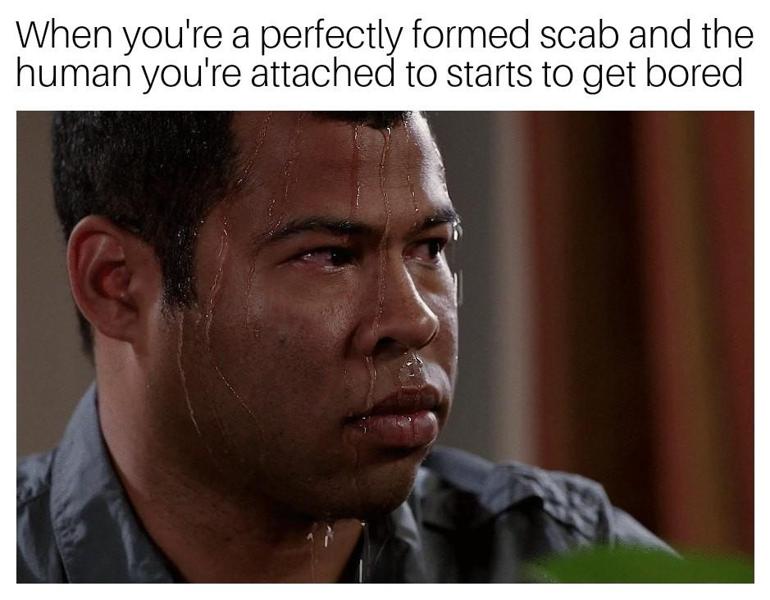 When you're a perfectly formed scab and the
human you're attached to starts to get bored